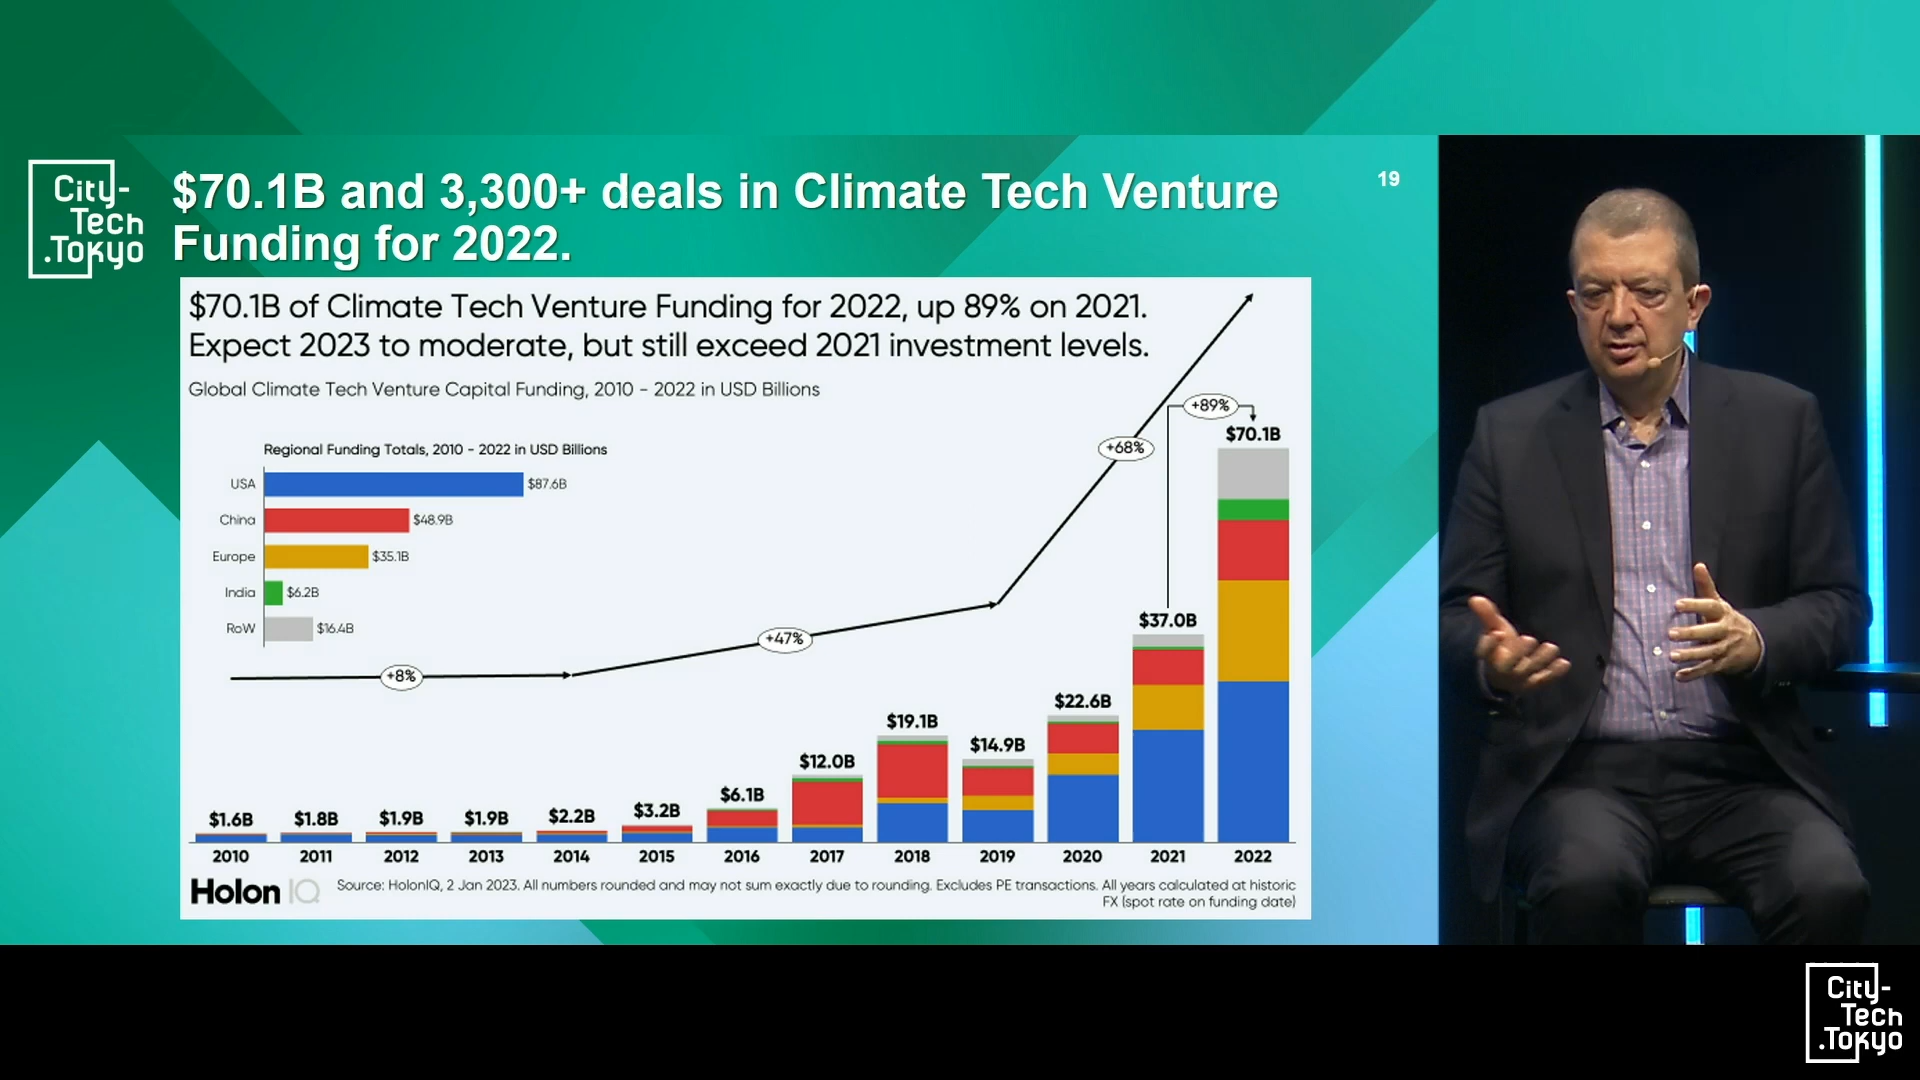 City-
Tech
.Tokyo
$70.1B and 3,300+ deals in Climate Tech Venture
Funding for 2022.
19
$70.1B of Climate Tech Venture Funding for 2022, up 89% on 2021.
Expect 2023 to moderate, but still exceed 2021 investment levels.
Global Climate Tech Venture Capital Funding, 2010 - 2022 in USD Billions
Regional Funding Totals, 2010 - 2022 in USD Billions
USA $87.6B
China $48.9B
Europe $35.1B
India $6.2B
RoW $16.4B
+8%
+47%
+68%
+89%
$1.6B
$1.8B
$1.9B
$1.9B
$2.2B
$3.2B
$6.1B
$12.0B
$19.1B
$14.9B
$22.6B
$37.0B
$70.1B
2010 2011 2012 2013 2014 2015 2016 2017 2018 2019 2020 2021 2022
Holon IQ
Source: HolonIQ, 2 Jan 2023. All numbers rounded and may not sum exactly due to rounding. Excludes PE transactions. All years calculated at historic
FX (spot rate on funding date)
City-
Tech
.Tokyo